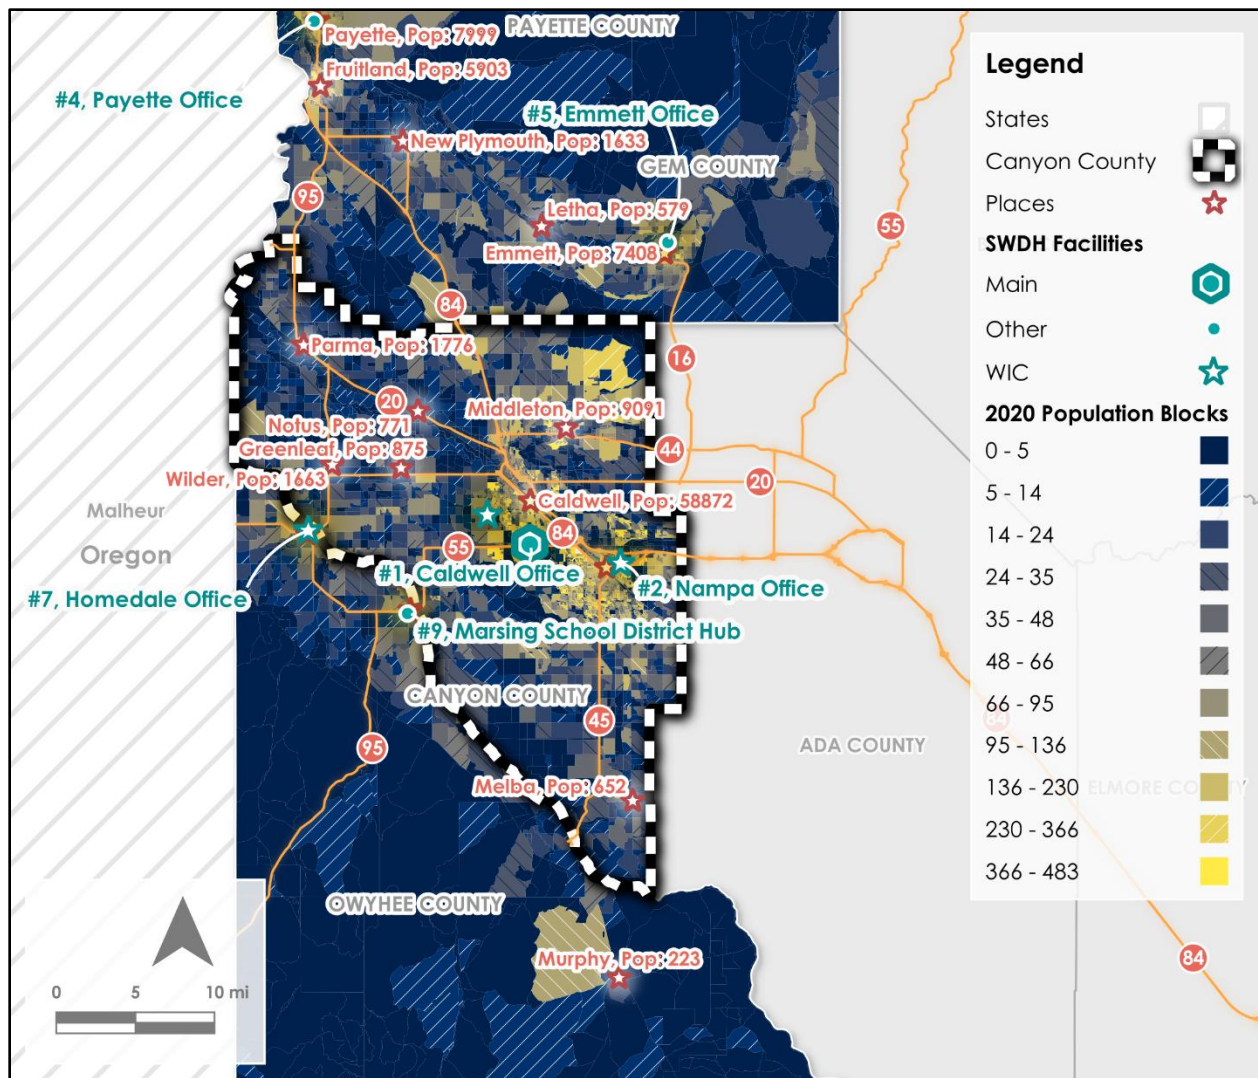 PAYETTE COUNTY
Payette, Pop: 7999
Fruitland, Pop: 5903
#4, Payette Office
#5, Emmett Office
New Plymouth, Pop: 1633
GEM COUNTY
95
Letha, Pop: 579
55
Emmett, Pop: 7408
84
Parma, Pop: 1776
16
20
Middleton, Pop: 9091
Notus, Pop: 771
Greenleaf, Pop: 875
44
Wilder, Pop: 1663
20
Caldwell, Pop: 58872
Malheur
Oregon
84
55
#1, Caldwell Office
#2, Nampa Office
#7, Homedale Office
#9, Marsing School District Hub
CANYON COUNTY
45
95
ADA COUNTY
84
Melba, Pop: 652
ELMORE COUNTY
OWYHEE COUNTY
Murphy, Pop: 223
84
0 5 10 mi
Legend
States
Canyon County
Places
SWDH Facilities
Main
Other
WIC
2020 Population Blocks
0 - 5
5 - 14
14 - 24
24 - 35
35 - 48
48 - 66
66 - 95
95 - 136
136 - 230
230 - 366
366 - 483